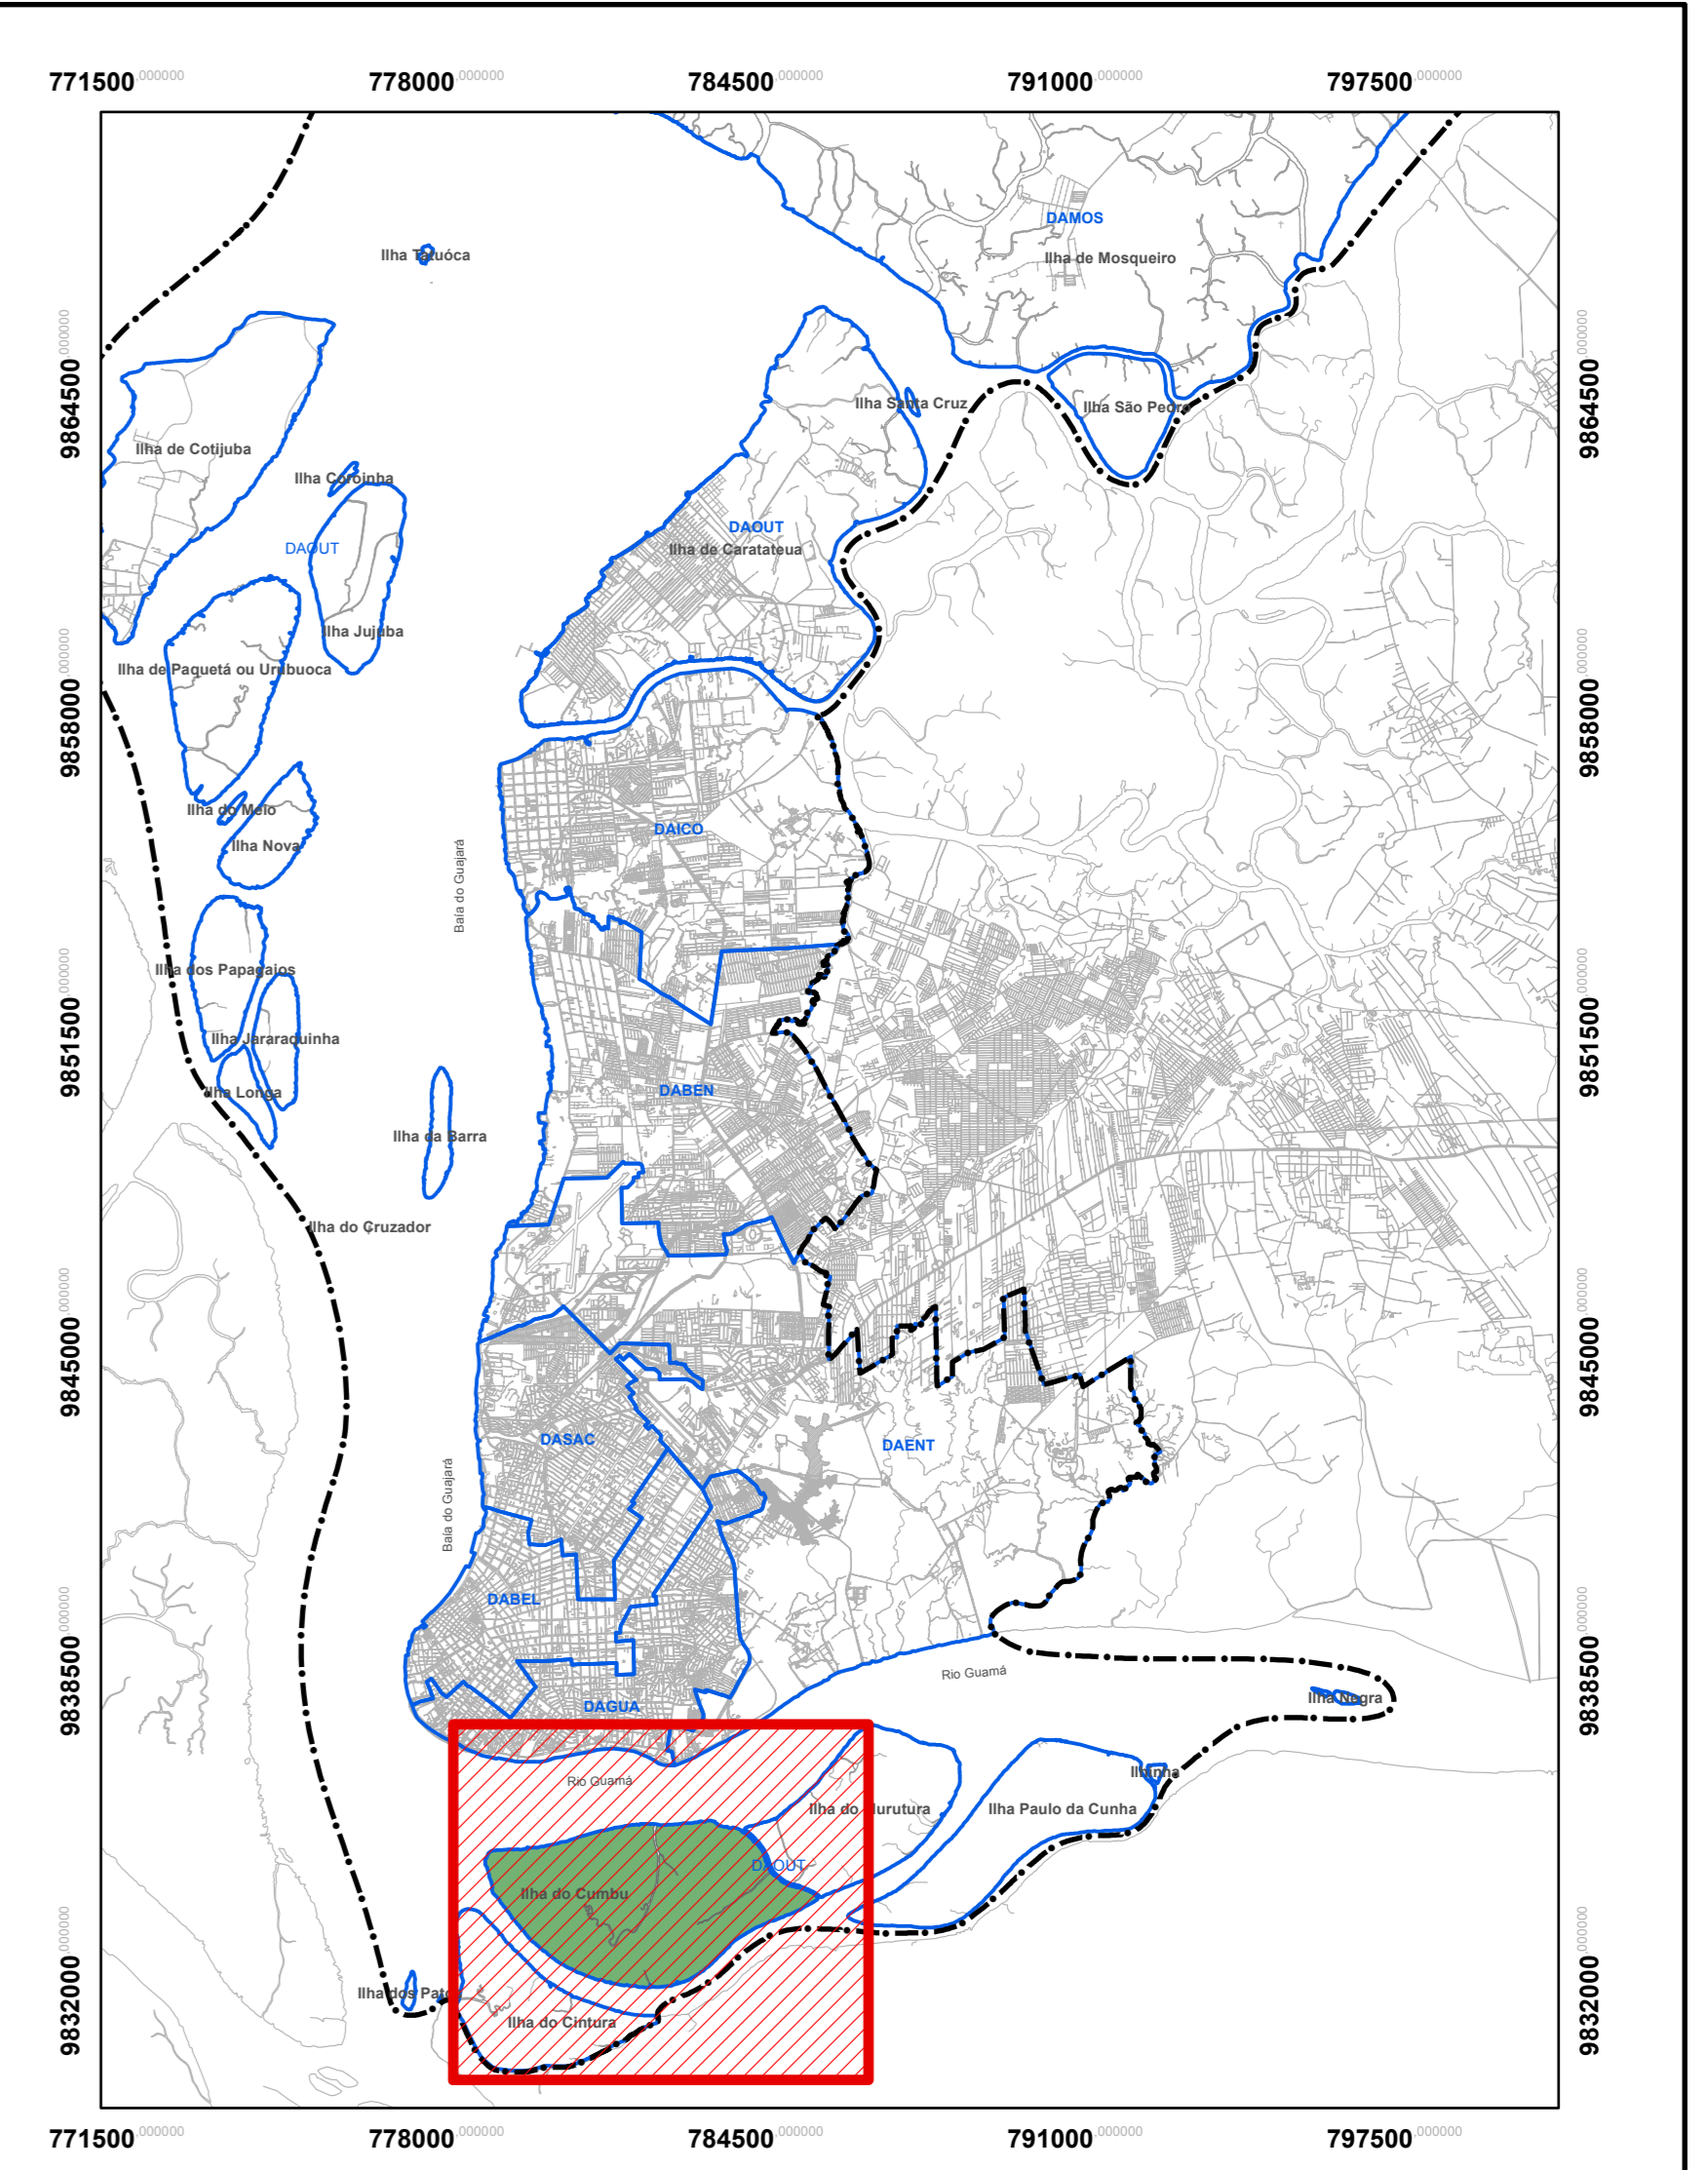 771500,000000 778000,000000 784500,000000 791000,000000 797500,000000
DAMOS
Ilha Tatuóca
Ilha de Mosqueiro
9864500,000000
9864500,000000
Ilha Santa Cruz
Ilha São Pedro
Ilha de Cotijuba
Ilha Coroinha
DAOUT
DAOUT
Ilha de Caratateua
Ilha Jujuba
Ilha de Paquetá ou Urubuoca
9858000,000000
9858000,000000
Ilha do Meio
DAICO
Ilha Nova
Baía do Guajará
Ilha dos Papagaios
Ilha Jararaquinha
9851500,000000
9851500,000000
Ilha Longa
DABEN
Ilha da Barra
Ilha do Cruzador
9845000,000000
9845000,000000
DASAC
DAENT
Baía do Guajará
DABEL
9838500,000000
9838500,000000
Rio Guamá
Ilha Negra
DAGUA
Ilhinha
Rio Guamá
Ilha do Murutura
Ilha Paulo da Cunha
DAOUT
Ilha do Cumbu
9832000,000000
9832000,000000
Ilha dos Patos
Ilha do Cintura
771500,000000 778000,000000 784500,000000 791000,000000 797500,000000